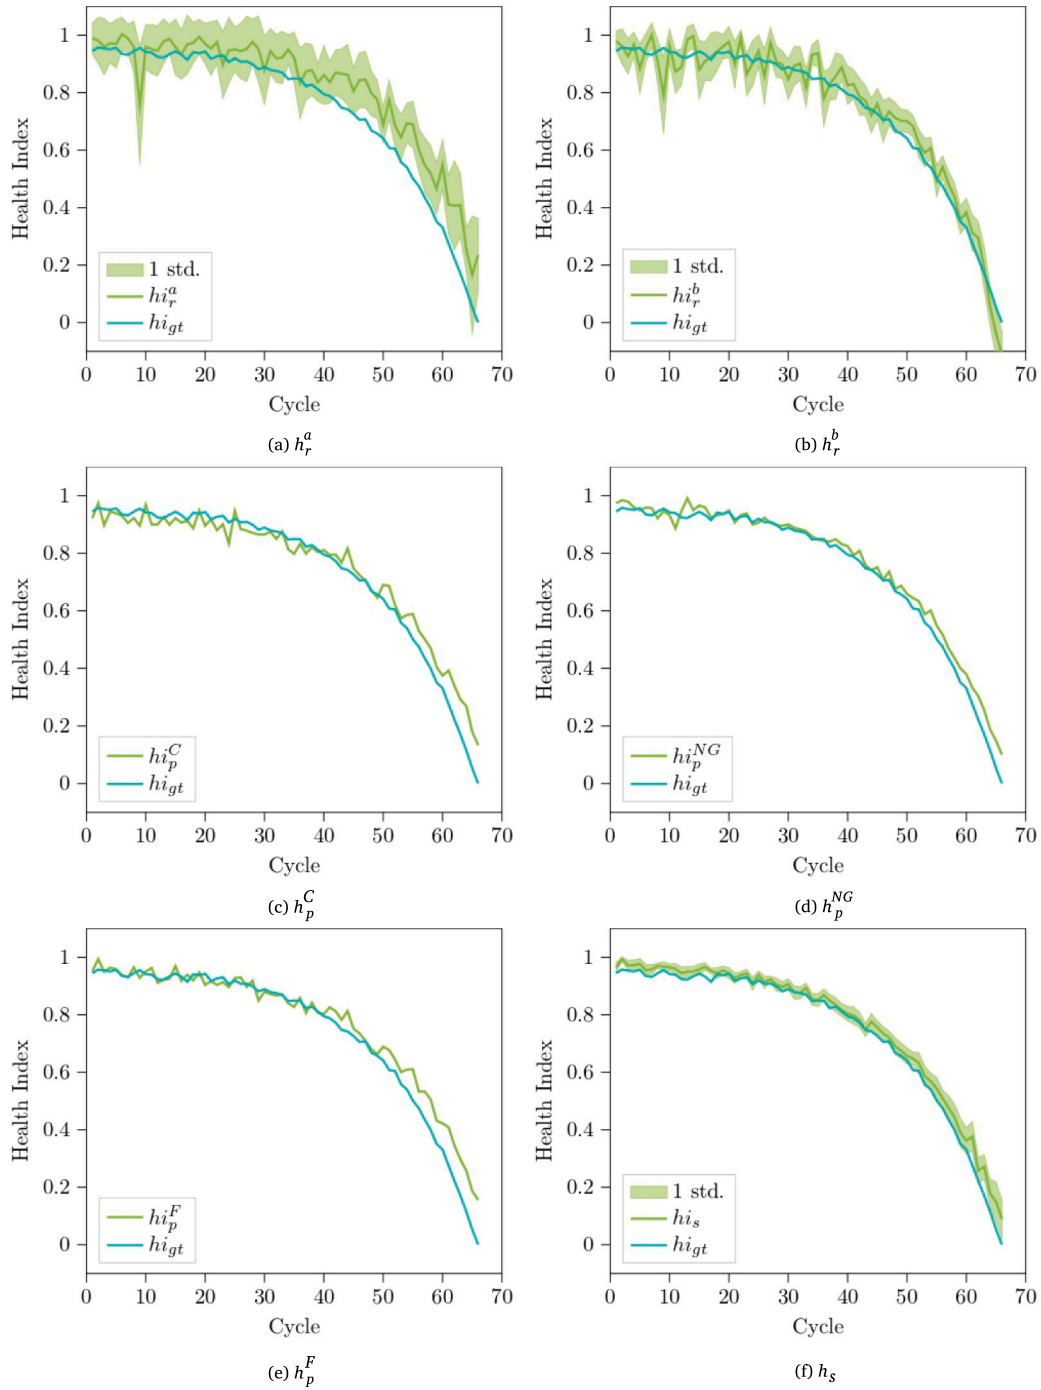 1
0.8
0.6
0.4
0.2
0
Health Index
1 std.
hi_r^a
hi_gt
0 10 20 30 40 50 60 70
Cycle
(a) h_r^a
1
0.8
0.6
0.4
0.2
0
Health Index
1 std.
hi_r^b
hi_gt
0 10 20 30 40 50 60 70
Cycle
(b) h_r^b
1
0.8
0.6
0.4
0.2
0
Health Index
hi_p^C
hi_gt
0 10 20 30 40 50 60 70
Cycle
(c) h_p^C
1
0.8
0.6
0.4
0.2
0
Health Index
hi_p^NG
hi_gt
0 10 20 30 40 50 60 70
Cycle
(d) h_p^NG
1
0.8
0.6
0.4
0.2
0
Health Index
hi_p^F
hi_gt
0 10 20 30 40 50 60 70
Cycle
(e) h_p^F
1
0.8
0.6
0.4
0.2
0
Health Index
1 std.
hi_s
hi_gt
0 10 20 30 40 50 60 70
Cycle
(f) h_s